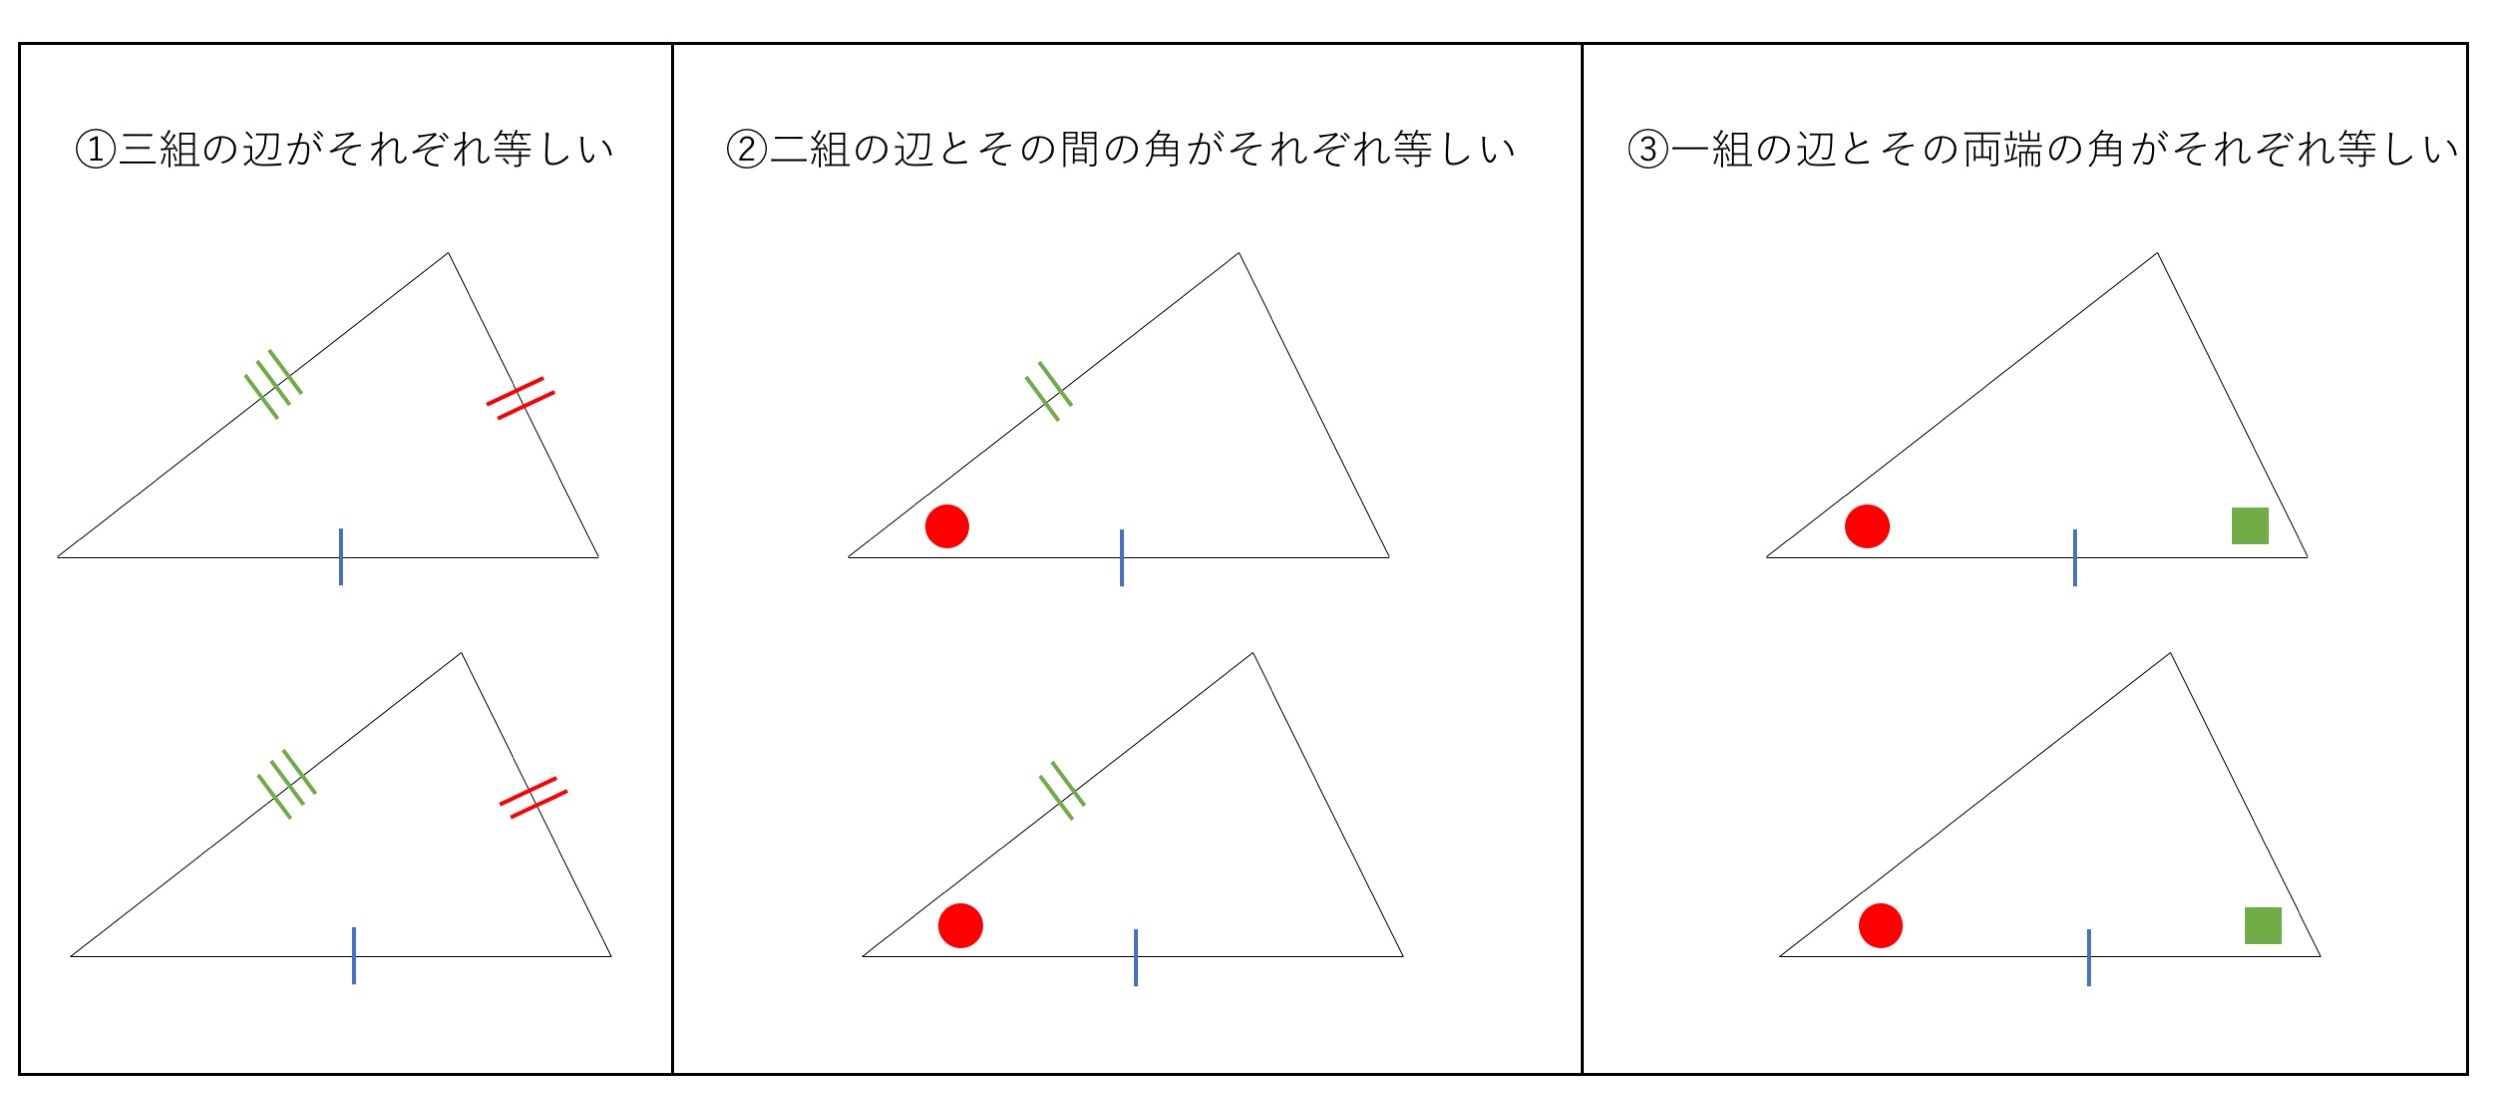 ①三組の辺がそれぞれ等しい
②二組の辺とその間の角がそれぞれ等しい
③一組の辺とその両端の角がそれぞれ等しい